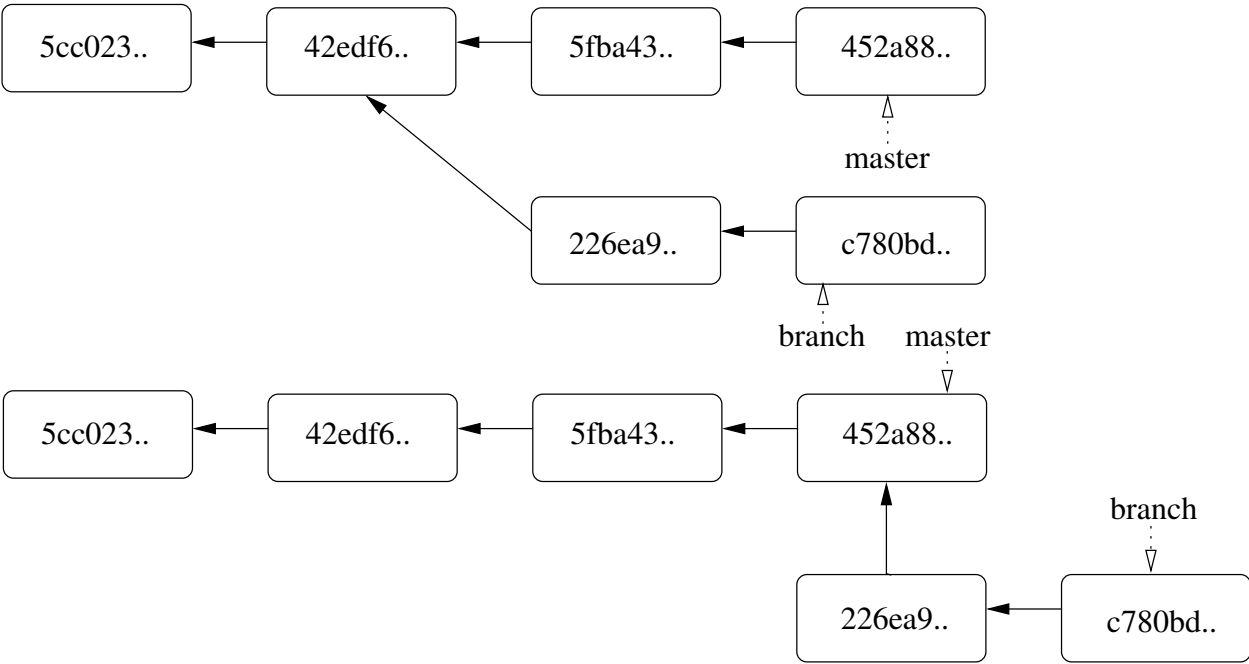 5cc023..
42edf6..
5fba43..
452a88..
master
226ea9..
c780bd..
branch
master
5cc023..
42edf6..
5fba43..
452a88..
branch
226ea9..
c780bd..